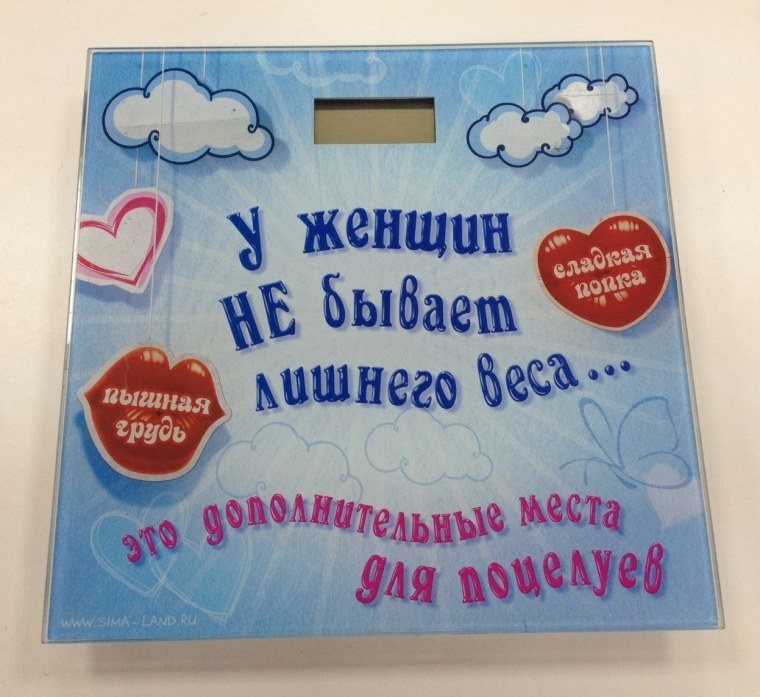 У женщин
НЕ бывает
лишнего веса...
сладкая
попка
пышная
грудь
это дополнительные места
для поцелуев
WWW.SIMA-LAND.RU